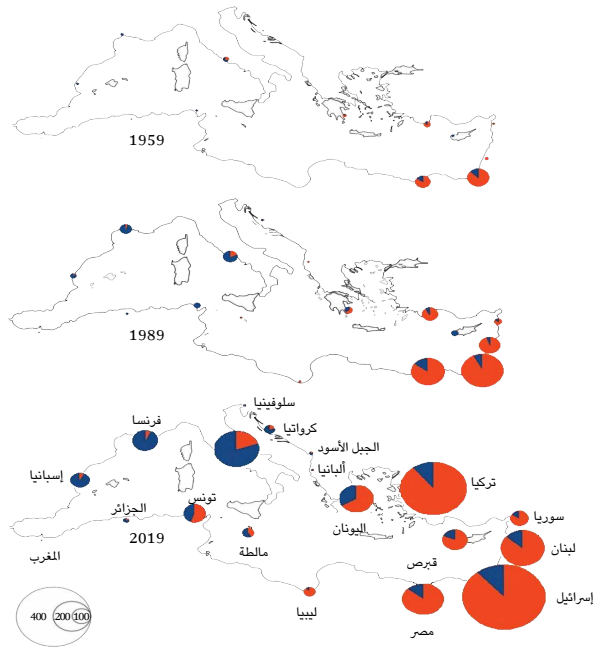 1959
1989
سلوفينيا
فرنسا
كرواتيا
الجبل الأسود
ألبانيا
إسبانيا
تركيا
تونس
الجزائر
سوريا
اليونان
2019
مالطة
لبنان
المغرب
قبرص
إسرائيل
ليبيا
400 200 100
مصر